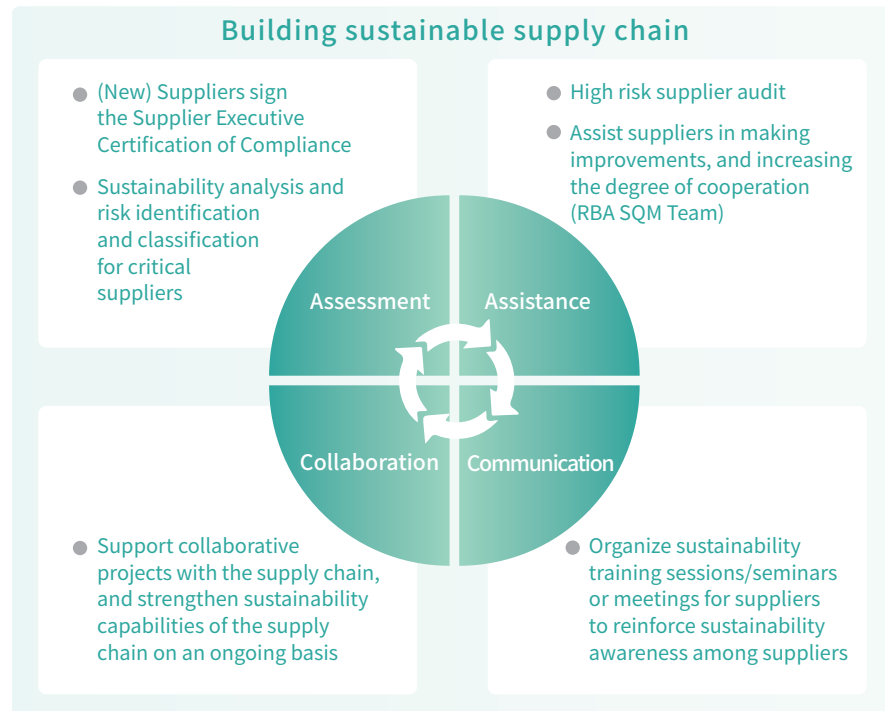 Building sustainable supply chain
(New) Suppliers sign
the Supplier Executive
Certification of Compliance
Sustainability analysis and
risk identification
and classification
for critical
suppliers
High risk supplier audit
Assist suppliers in making
improvements, and increasing
the degree of cooperation
(RBA SQM Team)
Assessment
Assistance
Collaboration
Communication
Support collaborative
projects with the supply chain,
and strengthen sustainability
capabilities of the supply
chain on an ongoing basis
Organize sustainability
training sessions/seminars
or meetings for suppliers
to reinforce sustainability
awareness among suppliers